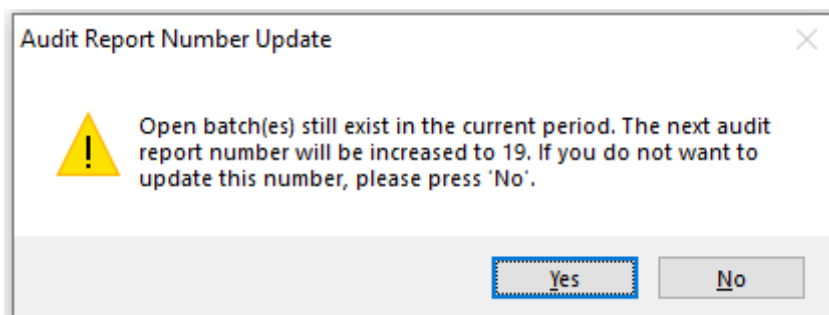 Audit Report Number Update
Open batch(es) still exist in the current period. The next audit
report number will be increased to 19. If you do not want to
update this number, please press 'No'.
Yes No